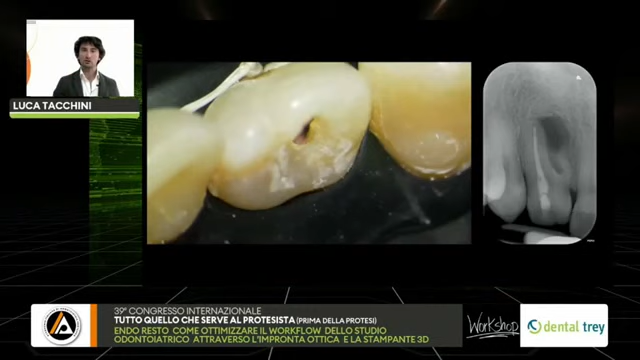 LUCA TACCHINI
39° CONGRESSO INTERNAZIONALE
TUTTO QUELLO CHE SERVE AL PROTESISTA (PRIMA DELLA PROTESI)
ENDO RESTO COME OTTIMIZZARE IL WORKFLOW DELLO STUDIO
ODONTOIATRICO ATTRAVERSO L'IMPRONTA OTTICA E LA STAMPANTE 3D
Workshop
dental trey